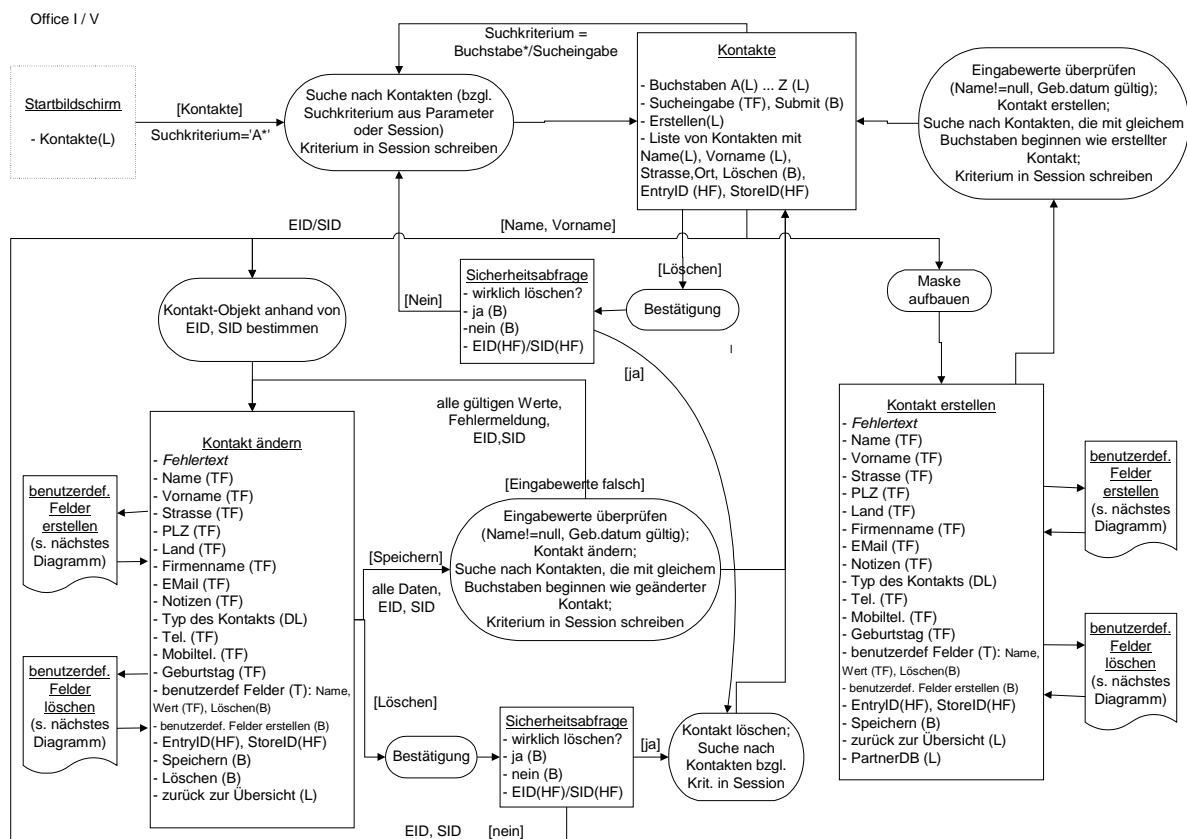 Office I / V
Startbildschirm
- Kontakte(L)
[Kontakte]
Suchkriterium='A*'
Suche nach Kontakten (bzgl.
Suchkriterium aus Parameter
oder Session)
Kriterium in Session schreiben
Suchkriterium =
Buchstabe*/Sucheingabe
Kontakte
- Buchstaben A(L) ... Z (L)
- Sucheingabe (TF), Submit (B)
- Erstellen(L)
- Liste von Kontakten mit
Name(L), Vorname (L),
Strasse,Ort, Löschen (B),
EntryID (HF), StoreID(HF)
Eingabewerte überprüfen
(Name!=null, Geb.datum gültig);
Kontakt erstellen;
Suche nach Kontakten, die mit gleichem
Buchstaben beginnen wie erstellter
Kontakt;
Kriterium in Session schreiben
EID/SID
[Name, Vorname]
Kontakt-Objekt anhand von
EID, SID bestimmen
[Nein]
Sicherheitsabfrage
- wirklich löschen?
- ja (B)
-nein (B)
- EID(HF)/SID(HF)
[Löschen]
Bestätigung
I
[ja]
Maske
aufbauen
alle gültigen Werte,
Fehlermeldung,
EID,SID
Kontakt ändern
- Fehlertext
- Name (TF)
- Vorname (TF)
- Strasse (TF)
- PLZ (TF)
- Land (TF)
- Firmenname (TF)
- EMail (TF)
- Notizen (TF)
- Typ des Kontakts (DL)
- Tel. (TF)
- Mobiltel. (TF)
- Geburtstag (TF)
- benutzerdef Felder (T): Name,
Wert (TF), Löschen(B)
- benutzerdef. Felder erstellen (B)
- EntryID(HF), StoreID(HF)
- Speichern (B)
- Löschen (B)
- zurück zur Übersicht (L)
benutzerdef.
Felder
erstellen
(s. nächstes
Diagramm)
benutzerdef.
Felder
löschen
(s. nächstes
Diagramm)
[Eingabewerte falsch]
Eingabewerte überprüfen
(Name!=null, Geb.datum gültig);
Kontakt ändern;
Suche nach Kontakten, die mit gleichem
Buchstaben beginnen wie geänderter
Kontakt;
Kriterium in Session schreiben
[Speichern]
alle Daten,
EID, SID
[Löschen]
Bestätigung
Sicherheitsabfrage
- wirklich löschen?
- ja (B)
- nein (B)
- EID(HF)/SID(HF)
[ja]
Kontakt löschen;
Suche nach
Kontakten bzgl.
Krit. in Session
EID, SID
[nein]
Kontakt erstellen
- Fehlertext
- Name (TF)
- Vorname (TF)
- Strasse (TF)
- PLZ (TF)
- Land (TF)
- Firmenname (TF)
- EMail (TF)
- Notizen (TF)
- Typ des Kontakts (DL)
- Tel. (TF)
- Mobiltel. (TF)
- Geburtstag (TF)
- benutzerdef Felder (T): Name,
Wert (TF), Löschen(B)
- benutzerdef. Felder erstellen (B)
- EntryID(HF), StoreID(HF)
- Speichern (B)
- zurück zur Übersicht (L)
- PartnerDB (L)
benutzerdef.
Felder
erstellen
(s. nächstes
Diagramm)
benutzerdef.
Felder
löschen
(s. nächstes
Diagramm)